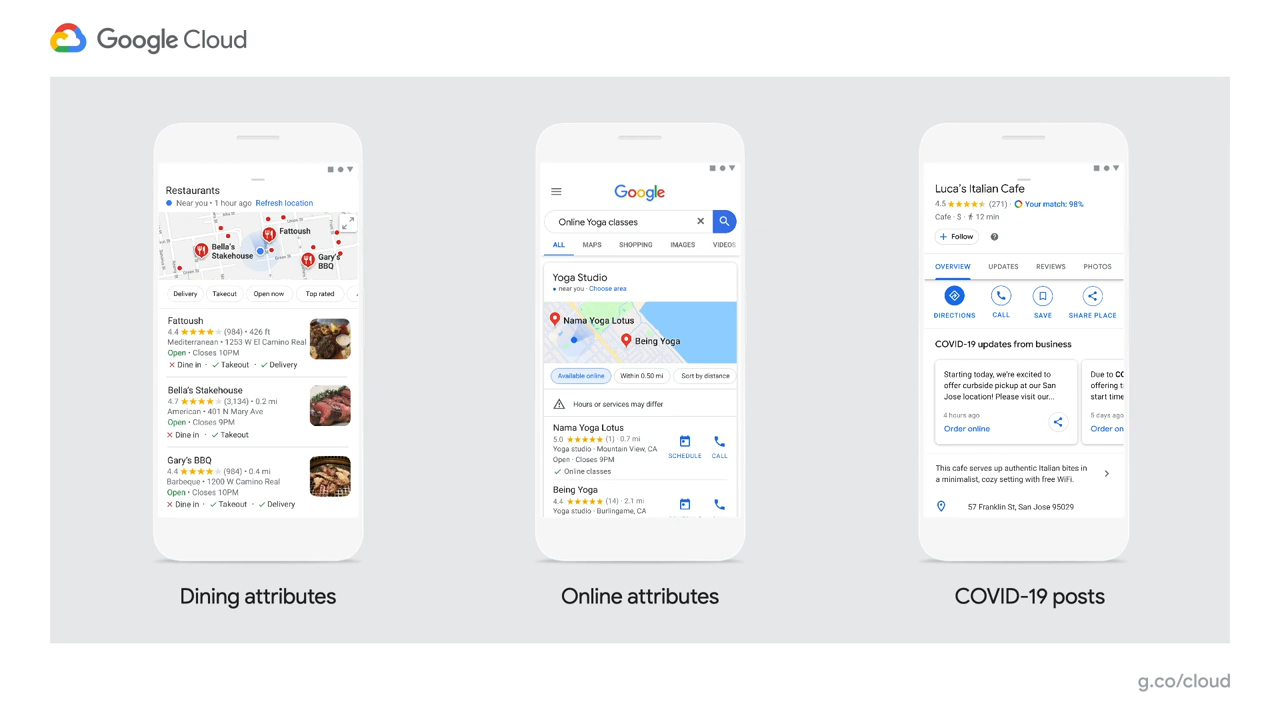 Google Cloud
Restaurants
Near you • 1 hour ago Refresh location
Fattoush
Bella's
Stakehouse
Gary's
BBQ
Delivery Takeout Open now Top rated
Fattoush
4.4 (984) • 426 ft
Mediterranean • 1253 W El Camino Real
Open • Closes 10PM
Dine in · Takeout · Delivery
Bella's Stakehouse
4.7 (3,134) • 0.2 mi
American • 401 N Mary Ave
Open • Closes 9PM
Dine in · Takeout
Gary's BBQ
4.4 (984) • 0.4 mi
Barbeque • 1200 W Camino Real
Open • Closes 10PM
Dine in · Takeout · Delivery
Dining attributes
Google
Online Yoga classes
ALL MAPS SHOPPING IMAGES VIDEOS
Yoga Studio
near you · Choose area
Nama Yoga Lotus
Being Yoga
Available online Within 0.50 mi Sort by distance
Hours or services may differ
Nama Yoga Lotus
5.0 (1) · 0.7 mi
Yoga studio · Mountain View, CA
Open · Closes 9PM
Online classes
SCHEDULE CALL
Being Yoga
4.4 (14) · 2.1 mi
Yoga studio · Burlingame, CA
Online attributes
Luca's Italian Cafe
4.5 (271) · Your match: 98%
Cafe · $ · 12 min
Follow
OVERVIEW UPDATES REVIEWS PHOTOS
DIRECTIONS CALL SAVE SHARE PLACE
COVID-19 updates from business
Starting today, we're excited to
offer curbside pickup at our San
Jose location! Please visit our...
4 hours ago
Order online
Due to CO
offering t
start time
5 days ago
Order on
This cafe serves up authentic Italian bites in
a minimalist, cozy setting with free WiFi.
57 Franklin St, San Jose 95029
COVID-19 posts
g.co/cloud